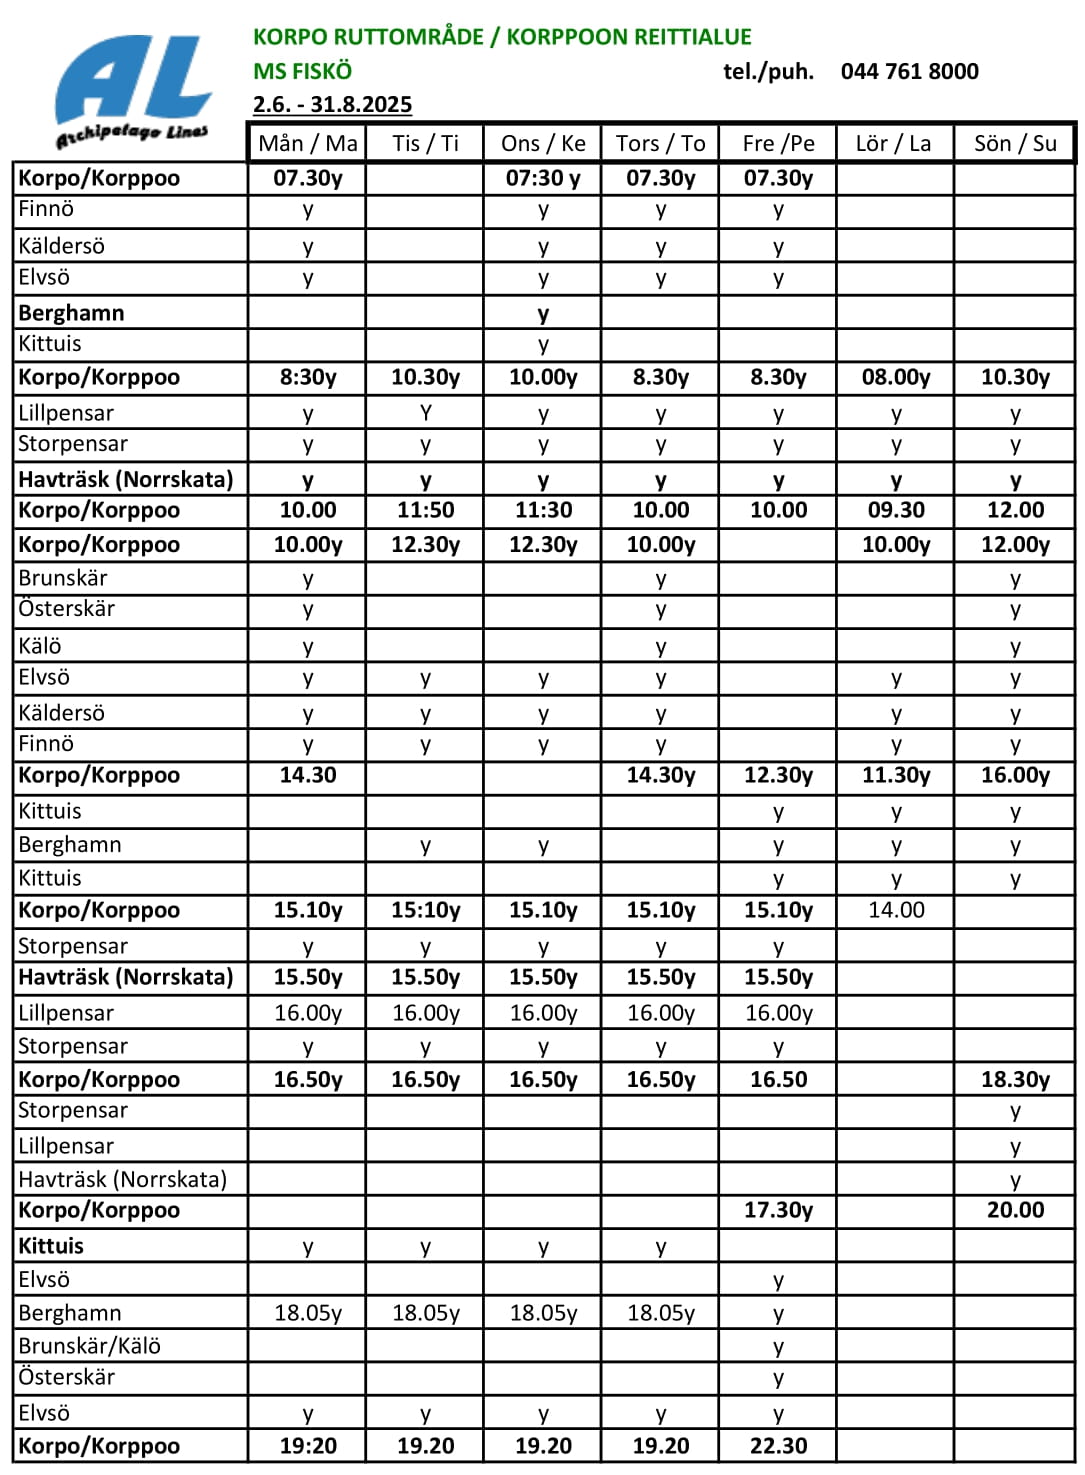 AL
Archipelago Lines
KORPO RUTTOMRÅDE / KORPPOON REITTIALUE
MS FISKÖ tel./puh. 044 761 8000
2.6. - 31.8.2025
Mån / Ma Tis / Ti Ons / Ke Tors / To Fre /Pe Lör / La Sön / Su
Korpo/Korppoo 07.30y 07:30 y 07.30y 07.30y
Finnö y y y y
Käldersö y y y y
Elvsö y y y y
Berghamn y
Kittuis y
Korpo/Korppoo 8:30y 10.30y 10.00y 8.30y 8.30y 08.00y 10.30y
Lillpensar y Y y y y y y
Storpensar y y y y y y y
Havträsk (Norrskata) y y y y y y y
Korpo/Korppoo 10.00 11:50 11:30 10.00 10.00 09.30 12.00
Korpo/Korppoo 10.00y 12.30y 12.30y 10.00y 10.00y 12.00y
Brunskär y y y
Österskär y y y
Kälö y y y
Elvsö y y y y y y
Käldersö y y y y y y
Finnö y y y y y y
Korpo/Korppoo 14.30 14.30y 12.30y 11.30y 16.00y
Kittuis y y y
Berghamn y y y y y
Kittuis y y y
Korpo/Korppoo 15.10y 15:10y 15.10y 15.10y 15.10y 14.00
Storpensar y y y y y
Havträsk (Norrskata) 15.50y 15.50y 15.50y 15.50y 15.50y
Lillpensar 16.00y 16.00y 16.00y 16.00y 16.00y
Storpensar y y y y y
Korpo/Korppoo 16.50y 16.50y 16.50y 16.50y 16.50 18.30y
Storpensar y
Lillpensar y
Havträsk (Norrskata) y
Korpo/Korppoo 17.30y 20.00
Kittuis y y y y
Elvsö y
Berghamn 18.05y 18.05y 18.05y 18.05y y
Brunskär/Kälö y
Österskär y
Elvsö y y y y y
Korpo/Korppoo 19:20 19.20 19.20 19.20 22.30